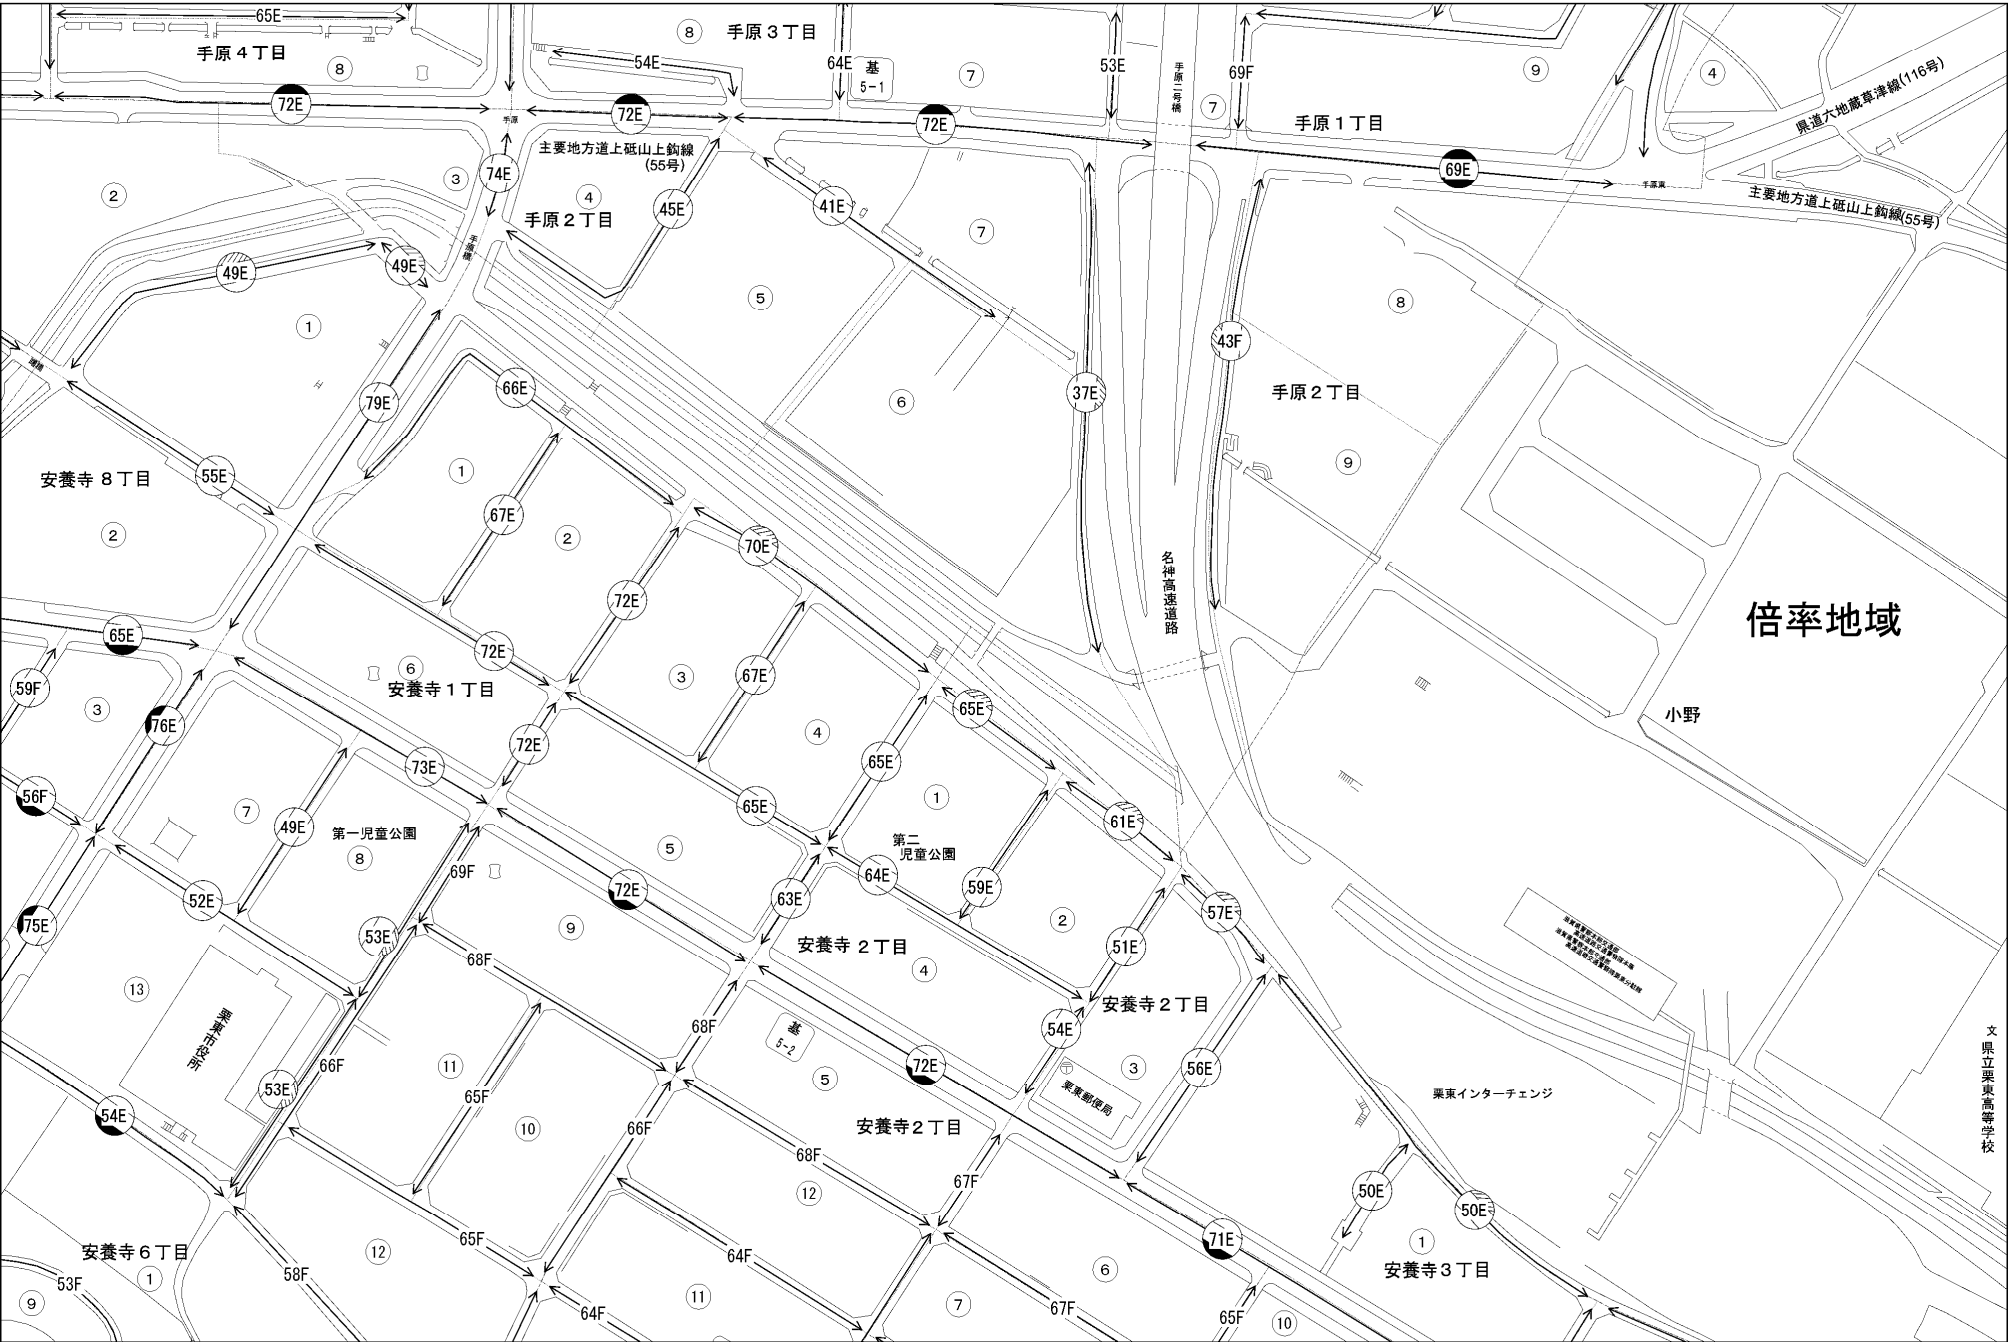 65E
手原４丁目
8
8
手原３丁目
54E
64E
基
5-1
7
53E
手原二号橋
69F
7
9
4
県道六地蔵草津線(116号)
72E
手原
72E
72E
手原１丁目
69E
手原東
主要地方道上砥山上鈎線(55号)
主要地方道上砥山上鈎線
(55号)
2
3
74E
4
手原２丁目
45E
41E
7
手原橋
49E
49E
5
8
1
43F
79E
66E
37E
6
手原２丁目
55E
安養寺８丁目
1
67E
9
2
2
70E
名神高速道路
72E
倍率地域
65E
72E
67E
3
6
安養寺１丁目
59F
3
65E
小野
76E
72E
4
73E
65E
56F
65E
1
61E
7
49E
第一児童公園
8
5
第二
児童公園
69F
64E
72E
59E
52E
63E
57E
75E
53E
9
2
安養寺２丁目
51E
68F
4
13
安養寺２丁目
栗東市役所
68F
基
5-2
54E
66F
11
72E
3
56E
5
栗東郵便局
53E
65F
栗東インターチェンジ
文
県立栗東高等学校
54E
10
66F
安養寺２丁目
68F
12
67F
50E
50E
安養寺６丁目
1
12
65F
64F
71E
1
安養寺３丁目
58F
53F
6
9
64F
11
7
67F
65F
10